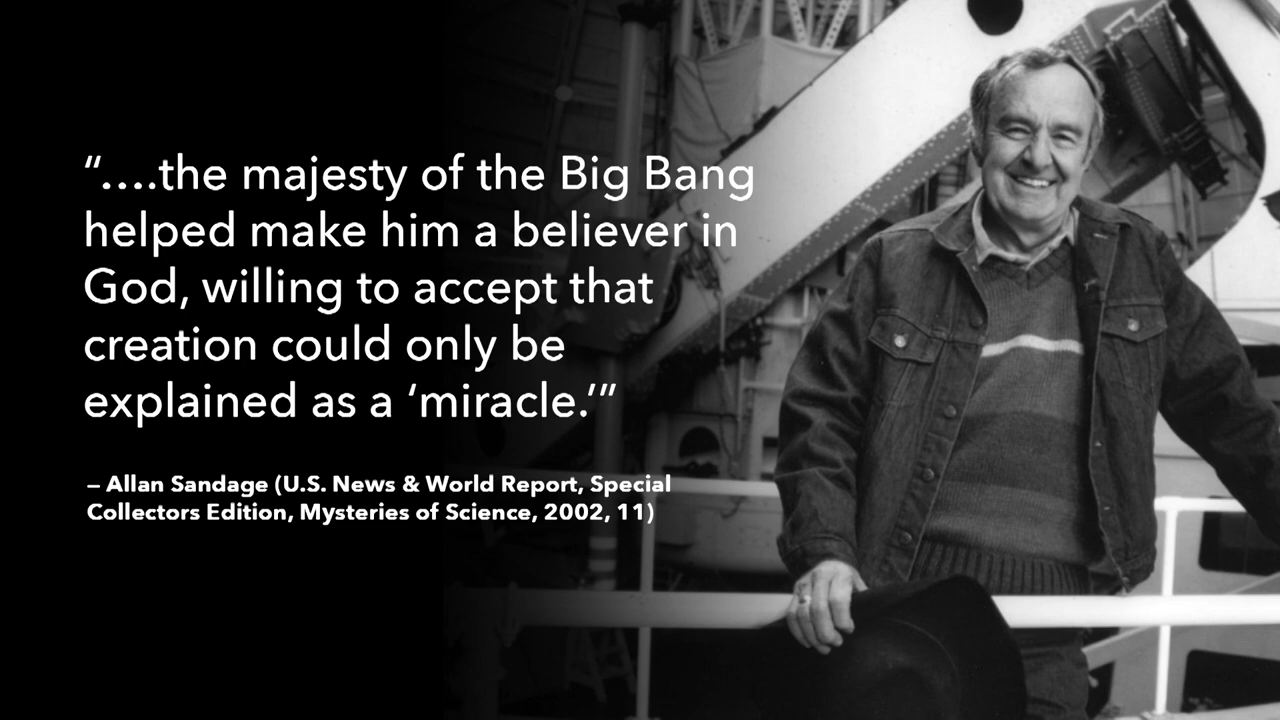 “....the majesty of the Big Bang
helped make him a believer in
God, willing to accept that
creation could only be
explained as a ‘miracle.’”
– Allan Sandage (U.S. News & World Report, Special
Collectors Edition, Mysteries of Science, 2002, 11)